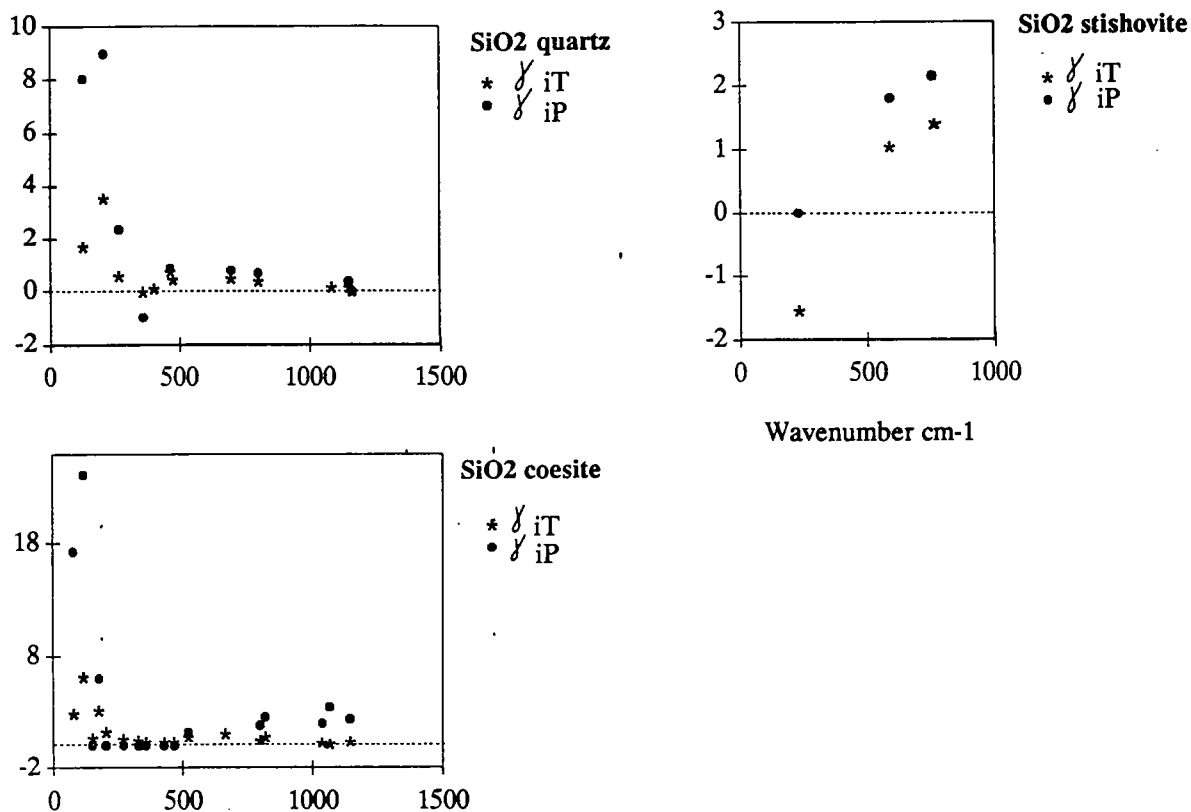 10
8
6
4
2
0
-2
0 500 1000 1500
SiO2 quartz
* γ iT
● γ iP
3
2
1
0
-1
-2
0 500 1000
Wavenumber cm-1
SiO2 stishovite
* γ iT
● γ iP
18
8
-2
0 500 1000 1500
SiO2 coesite
* γ iT
● γ iP